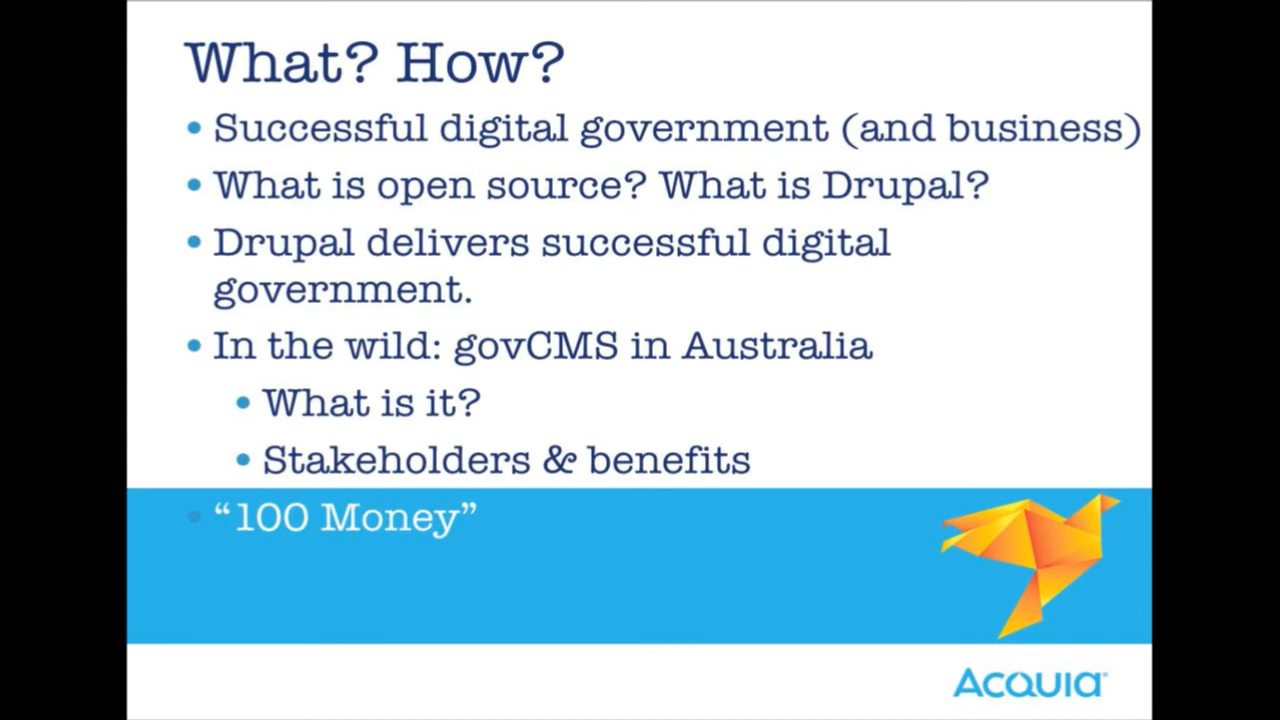 What? How?
• Successful digital government (and business)
• What is open source? What is Drupal?
• Drupal delivers successful digital
government.
• In the wild: govCMS in Australia
• What is it?
• Stakeholders & benefits
• “100 Money”
ACQUIA